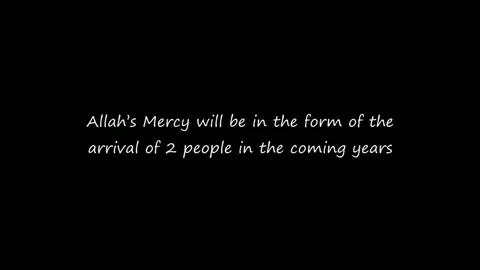 Allah's Mercy will be in the form of the
arrival of 2 people in the coming years